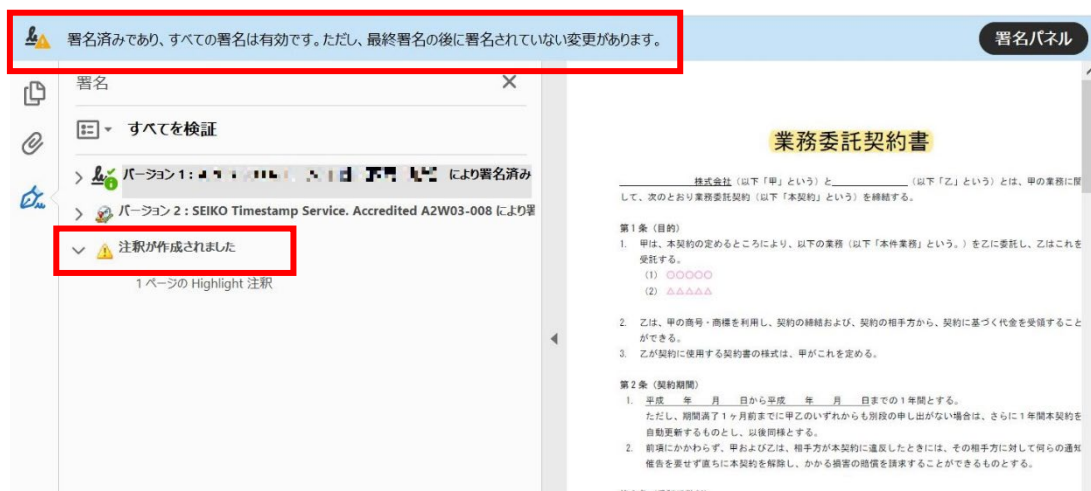 署名済みであり、すべての署名は有効です。ただし、最終署名の後に署名されていない変更があります。
署名パネル
署名
すべてを検証
バージョン 1: により署名済み
バージョン 2 : SEIKO Timestamp Service. Accredited A2W03-008 により署
注釈が作成されました
1 ページの Highlight 注釈
業務委託契約書
株式会社（以下「甲」という）と （以下「乙」という）とは、甲の業務に関
して、次のとおり業務委託契約（以下「本契約」という）を締結する。
第1条（目的）
1. 甲は、本契約の定めるところにより、以下の業務（以下「本件業務」という。）を乙に委託し、乙はこれを
受託する。
(1) ○○○○○
(2) △△△△△
2. 乙は、甲の商号・商標を利用し、契約の締結および、契約の相手方から、契約に基づく代金を受領すること
ができる。
3. 乙が契約に使用する契約書の様式は、甲がこれを定める。
第2条（契約期間）
1. 平成 年 月 日から平成 年 月 日までの1年間とする。
ただし、期間満了1ヶ月前までに甲乙のいずれからも別段の申し出がない場合は、さらに1年間本契約を
自動更新するものとし、以後同様とする。
2. 前項にかかわらず、甲および乙は、相手方が本契約に違反したときには、その相手方に対して何らの通知
催告を要せず直ちに本契約を解除し、かかる損害の賠償を請求することができるものとする。